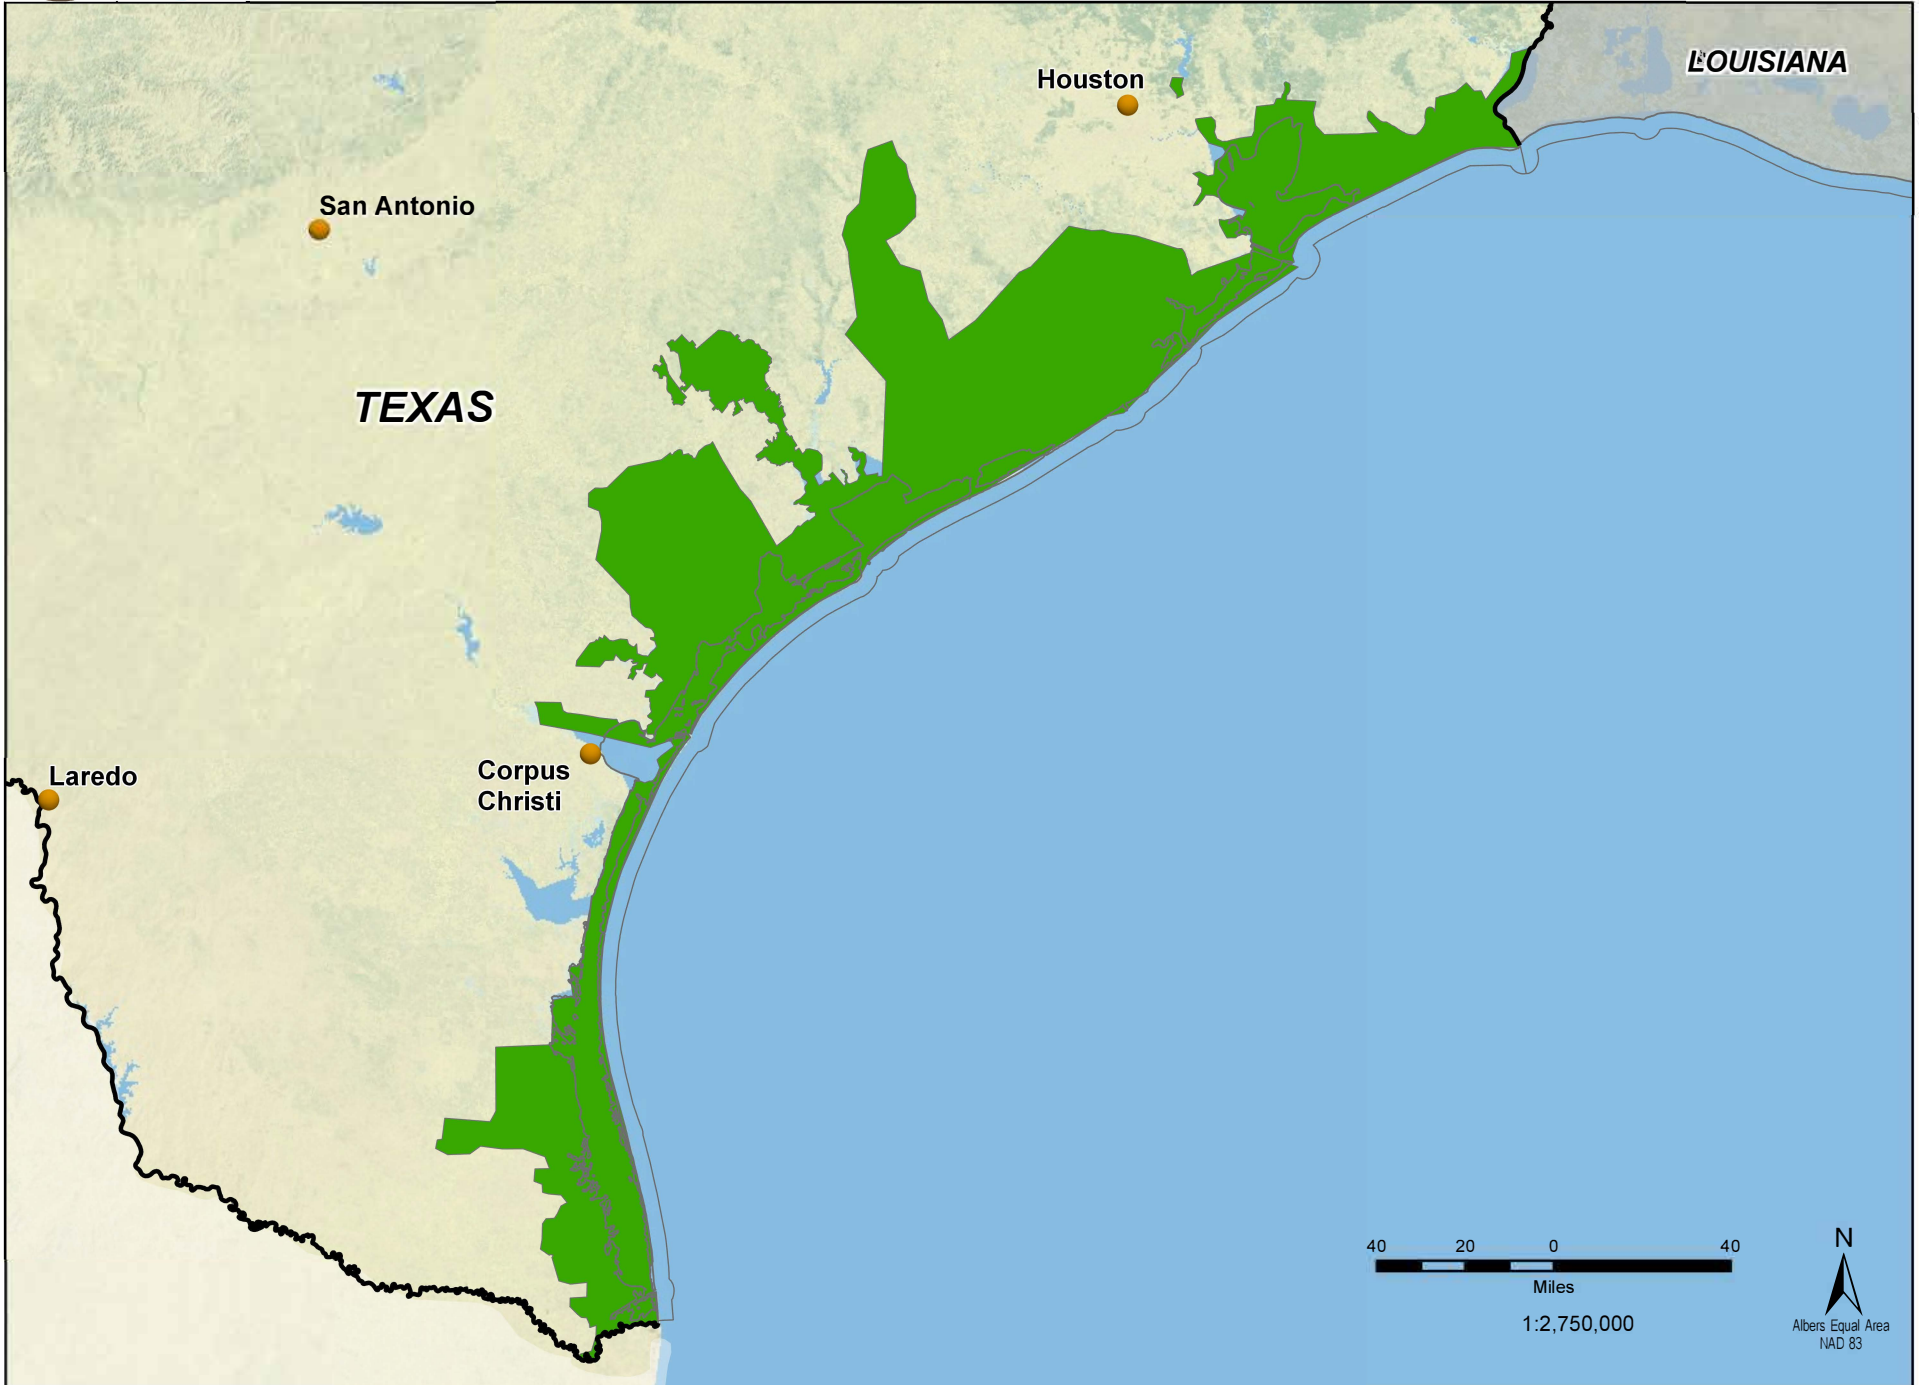 LOUISIANA
Houston
San Antonio
TEXAS
Laredo
Corpus
Christi
40 20 0 40
Miles
1:2,750,000
N
Albers Equal Area
NAD 83